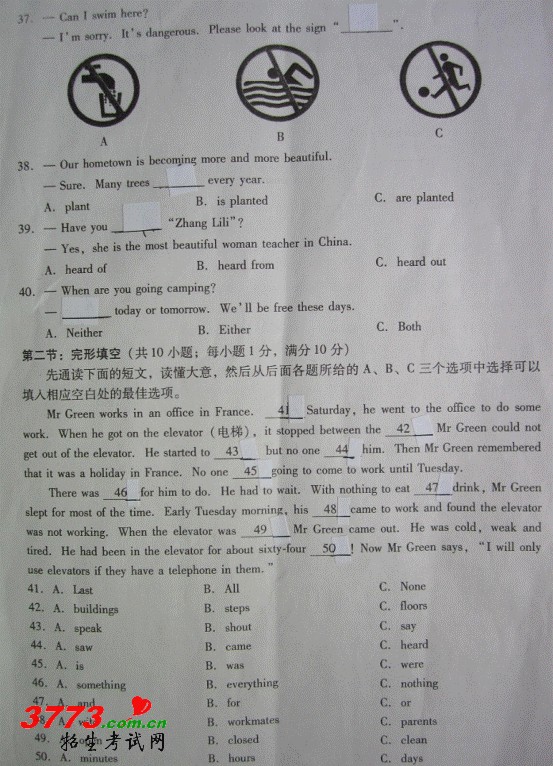 37. — Can I swim here?
— I'm sorry. It's dangerous. Please look at the sign "________".
A B C
38. — Our hometown is becoming more and more beautiful.
— Sure. Many trees ________ every year.
A. plant B. is planted C. are planted
39. — Have you ________ "Zhang Lili"?
— Yes, she is the most beautiful woman teacher in China.
A. heard of B. heard from C. heard out
40. — When are you going camping?
— ________ today or tomorrow. We'll be free these days.
A. Neither B. Either C. Both
第二节：完形填空（共10小题；每小题1分，满分10分）
先通读下面的短文，读懂大意，然后从后面各题所给的A、B、C三个选项中选择可以
填入相应空白处的最佳选项。
Mr Green works in an office in France. 41 Saturday, he went to the office to do some
work. When he got on the elevator（电梯), it stopped between the 42 Mr Green could not
get out of the elevator. He started to 43 but no one 44 him. Then Mr Green remembered
that it was a holiday in France. No one 45 going to come to work until Tuesday.
There was 46 for him to do. He had to wait. With nothing to eat 47 drink, Mr Green
slept for most of the time. Early Tuesday morning, his 48 came to work and found the elevator
was not working. When the elevator was 49 Mr Green came out. He was cold, weak and
tired. He had been in the elevator for about sixty-four 50! Now Mr Green says, "I will only
use elevators if they have a telephone in them."
41. A. Last B. All C. None
42. A. buildings B. steps C. floors
43. A. speak B. shout C. say
44. A. saw B. came C. heard
45. A. is B. was C. were
46. A. something B. everything C. nothing
47. A. and B. for C. or
B. workmates C. parents
49. B. closed C. clean
50. A. minutes B. hours C. days
3773.com.cn
招生考试网